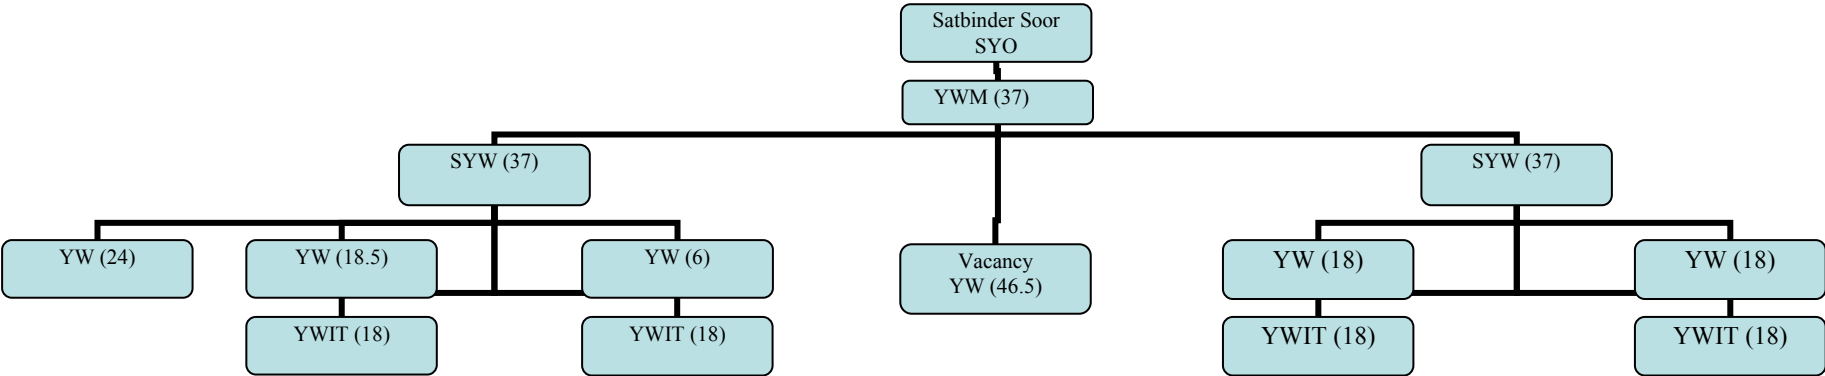 Satbinder Soor
SYO
YWM (37)
SYW (37)
SYW (37)
YW (24)
YW (18.5)
YW (6)
Vacancy
YW (46.5)
YW (18)
YW (18)
YWIT (18)
YWIT (18)
YWIT (18)
YWIT (18)